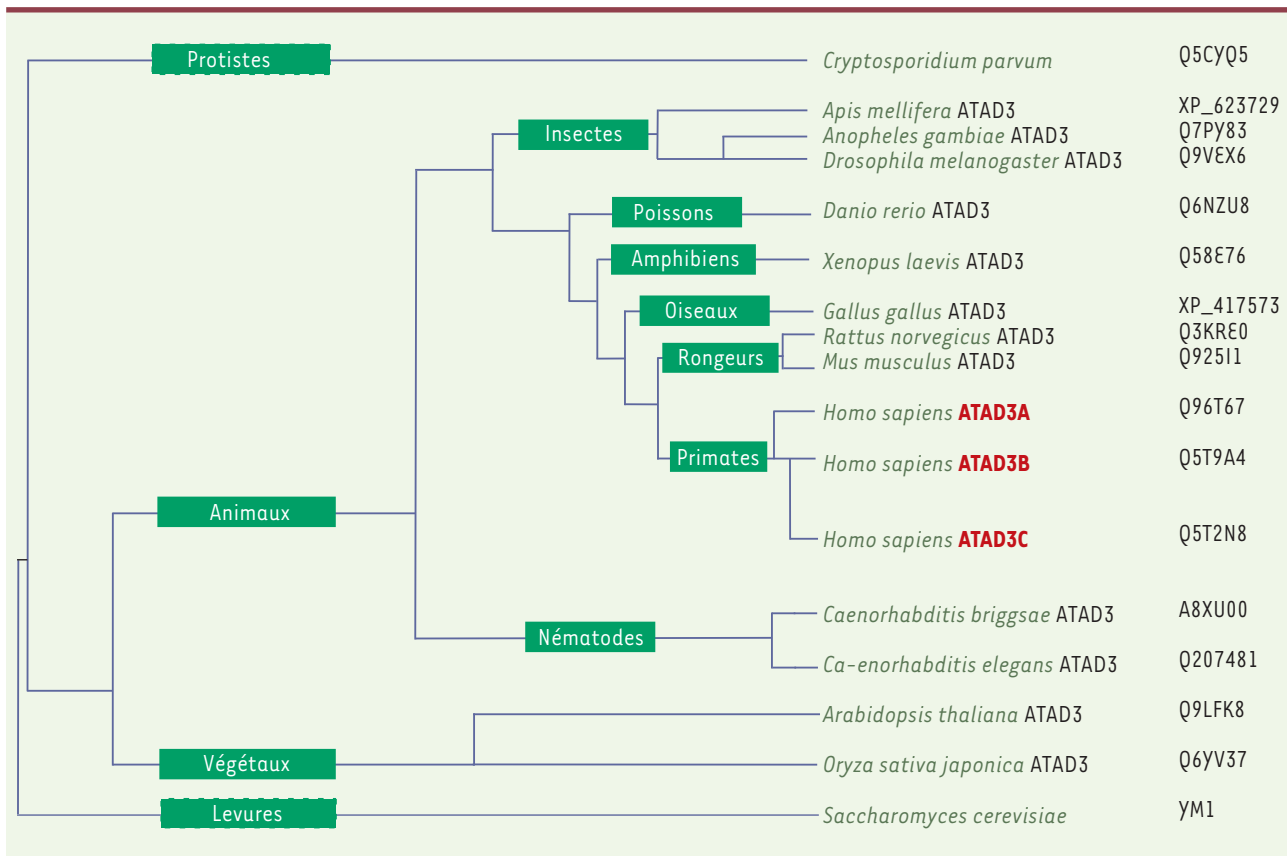 Protistes Cryptosporidium parvum Q5CYQ5
Apis mellifera ATAD3 XP_623729
Insectes Anopheles gambiae ATAD3 Q7PY83
Drosophila melanogaster ATAD3 Q9VEX6
Poissons Danio rerio ATAD3 Q6NZU8
Amphibiens Xenopus laevis ATAD3 Q58E76
Oiseaux Gallus gallus ATAD3 XP_417573
Rattus norvegicus ATAD3 Q3KRE0
Rongeurs Mus musculus ATAD3 Q925I1
Homo sapiens ATAD3A Q96T67
Primates Homo sapiens ATAD3B Q5T9A4
Animaux Homo sapiens ATAD3C Q5T2N8
Caenorhabditis briggsae ATAD3 A8XU00
Nématodes Ca-enorhabditis elegans ATAD3 Q207481
Arabidopsis thaliana ATAD3 Q9LFK8
Végétaux Oryza sativa japonica ATAD3 Q6YV37
Levures Saccharomyces cerevisiae YM1